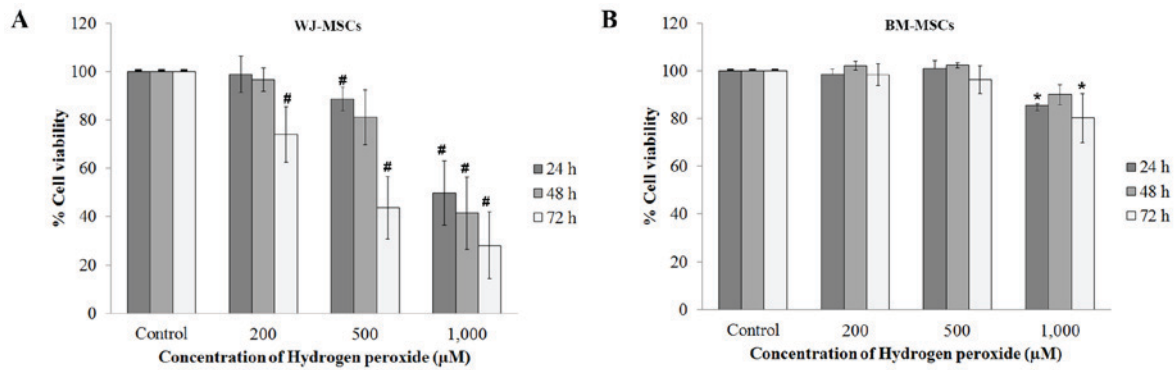 A
WJ-MSCs
120
100
80
60
40
20
0
% Cell viability
#
#
#
#
#
#
Control
200
500
1,000
Concentration of Hydrogen peroxide (µM)
24 h
48 h
72 h
B
BM-MSCs
120
100
80
60
40
20
0
% Cell viability
*
*
Control
200
500
1,000
Concentration of Hydrogen peroxide (µM)
24 h
48 h
72 h